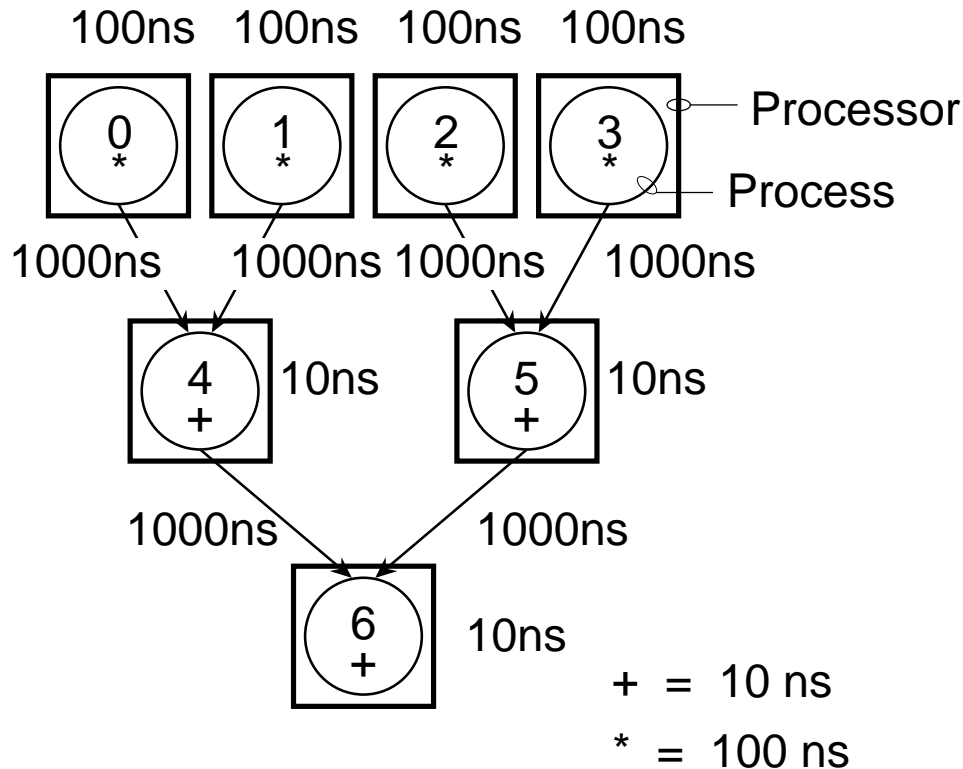 100ns 100ns 100ns 100ns
0 1 2 3
* * * *
Processor
Process
1000ns 1000ns 1000ns 1000ns
4 10ns 5 10ns
+ +
1000ns 1000ns
6 10ns
+
+ = 10 ns
* = 100 ns